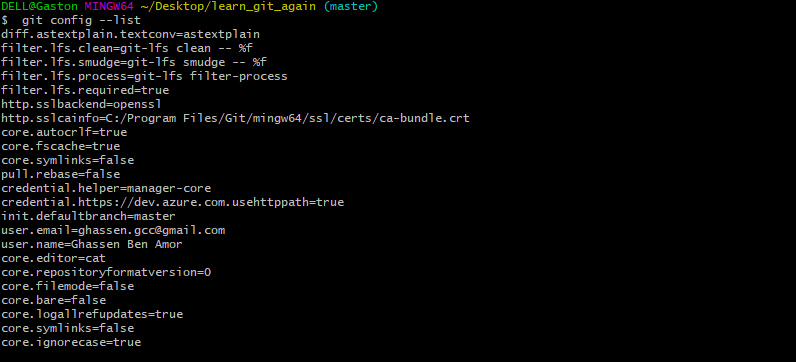 DELL@Gaston MINGW64 ~/Desktop/learn_git_again (master)
$  git config --list
diff.astextplain.textconv=astextplain
filter.lfs.clean=git-lfs clean -- %f
filter.lfs.smudge=git-lfs smudge -- %f
filter.lfs.process=git-lfs filter-process
filter.lfs.required=true
http.sslbackend=openssl
http.sslcainfo=C:/Program Files/Git/mingw64/ssl/certs/ca-bundle.crt
core.autocrlf=true
core.fscache=true
core.symlinks=false
pull.rebase=false
credential.helper=manager-core
credential.https://dev.azure.com.usehttppath=true
init.defaultbranch=master
user.email=ghassen.gcc@gmail.com
user.name=Ghassen Ben Amor
core.editor=cat
core.repositoryformatversion=0
core.filemode=false
core.bare=false
core.logallrefupdates=true
core.symlinks=false
core.ignorecase=true